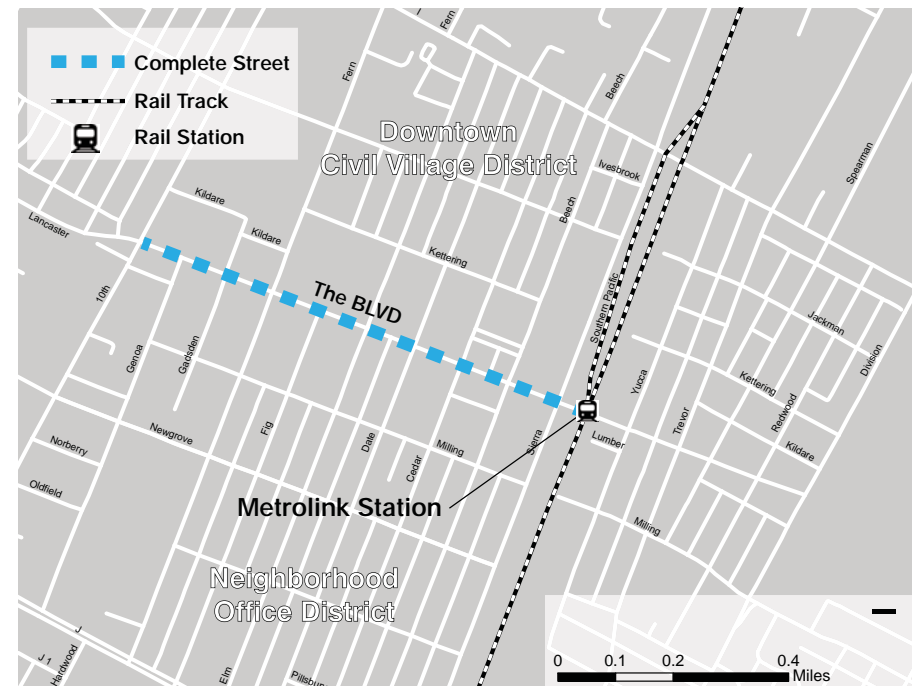 Complete Street
Rail Track
Rail Station
Fern
Fern
Beech
Downtown
Civil Village District
Ivesbrook
Spearman
Kildare
Beech
Lancaster
Kildare
Kettering
10th
The BLVD
Southern Pacific
Jackman
Genoa
Gadsden
Division
Yucca
Kettering
Redwood
Trevor
Fig
Newgrove
Date
Milling
Sierra
Lumber
Kildare
Norberry
Cedar
Oldfield
Metrolink Station
Milling
Neighborhood
Office District
J
J 1
Hardwood
Elm
Pillsbur
0 0.1 0.2 0.4
Miles